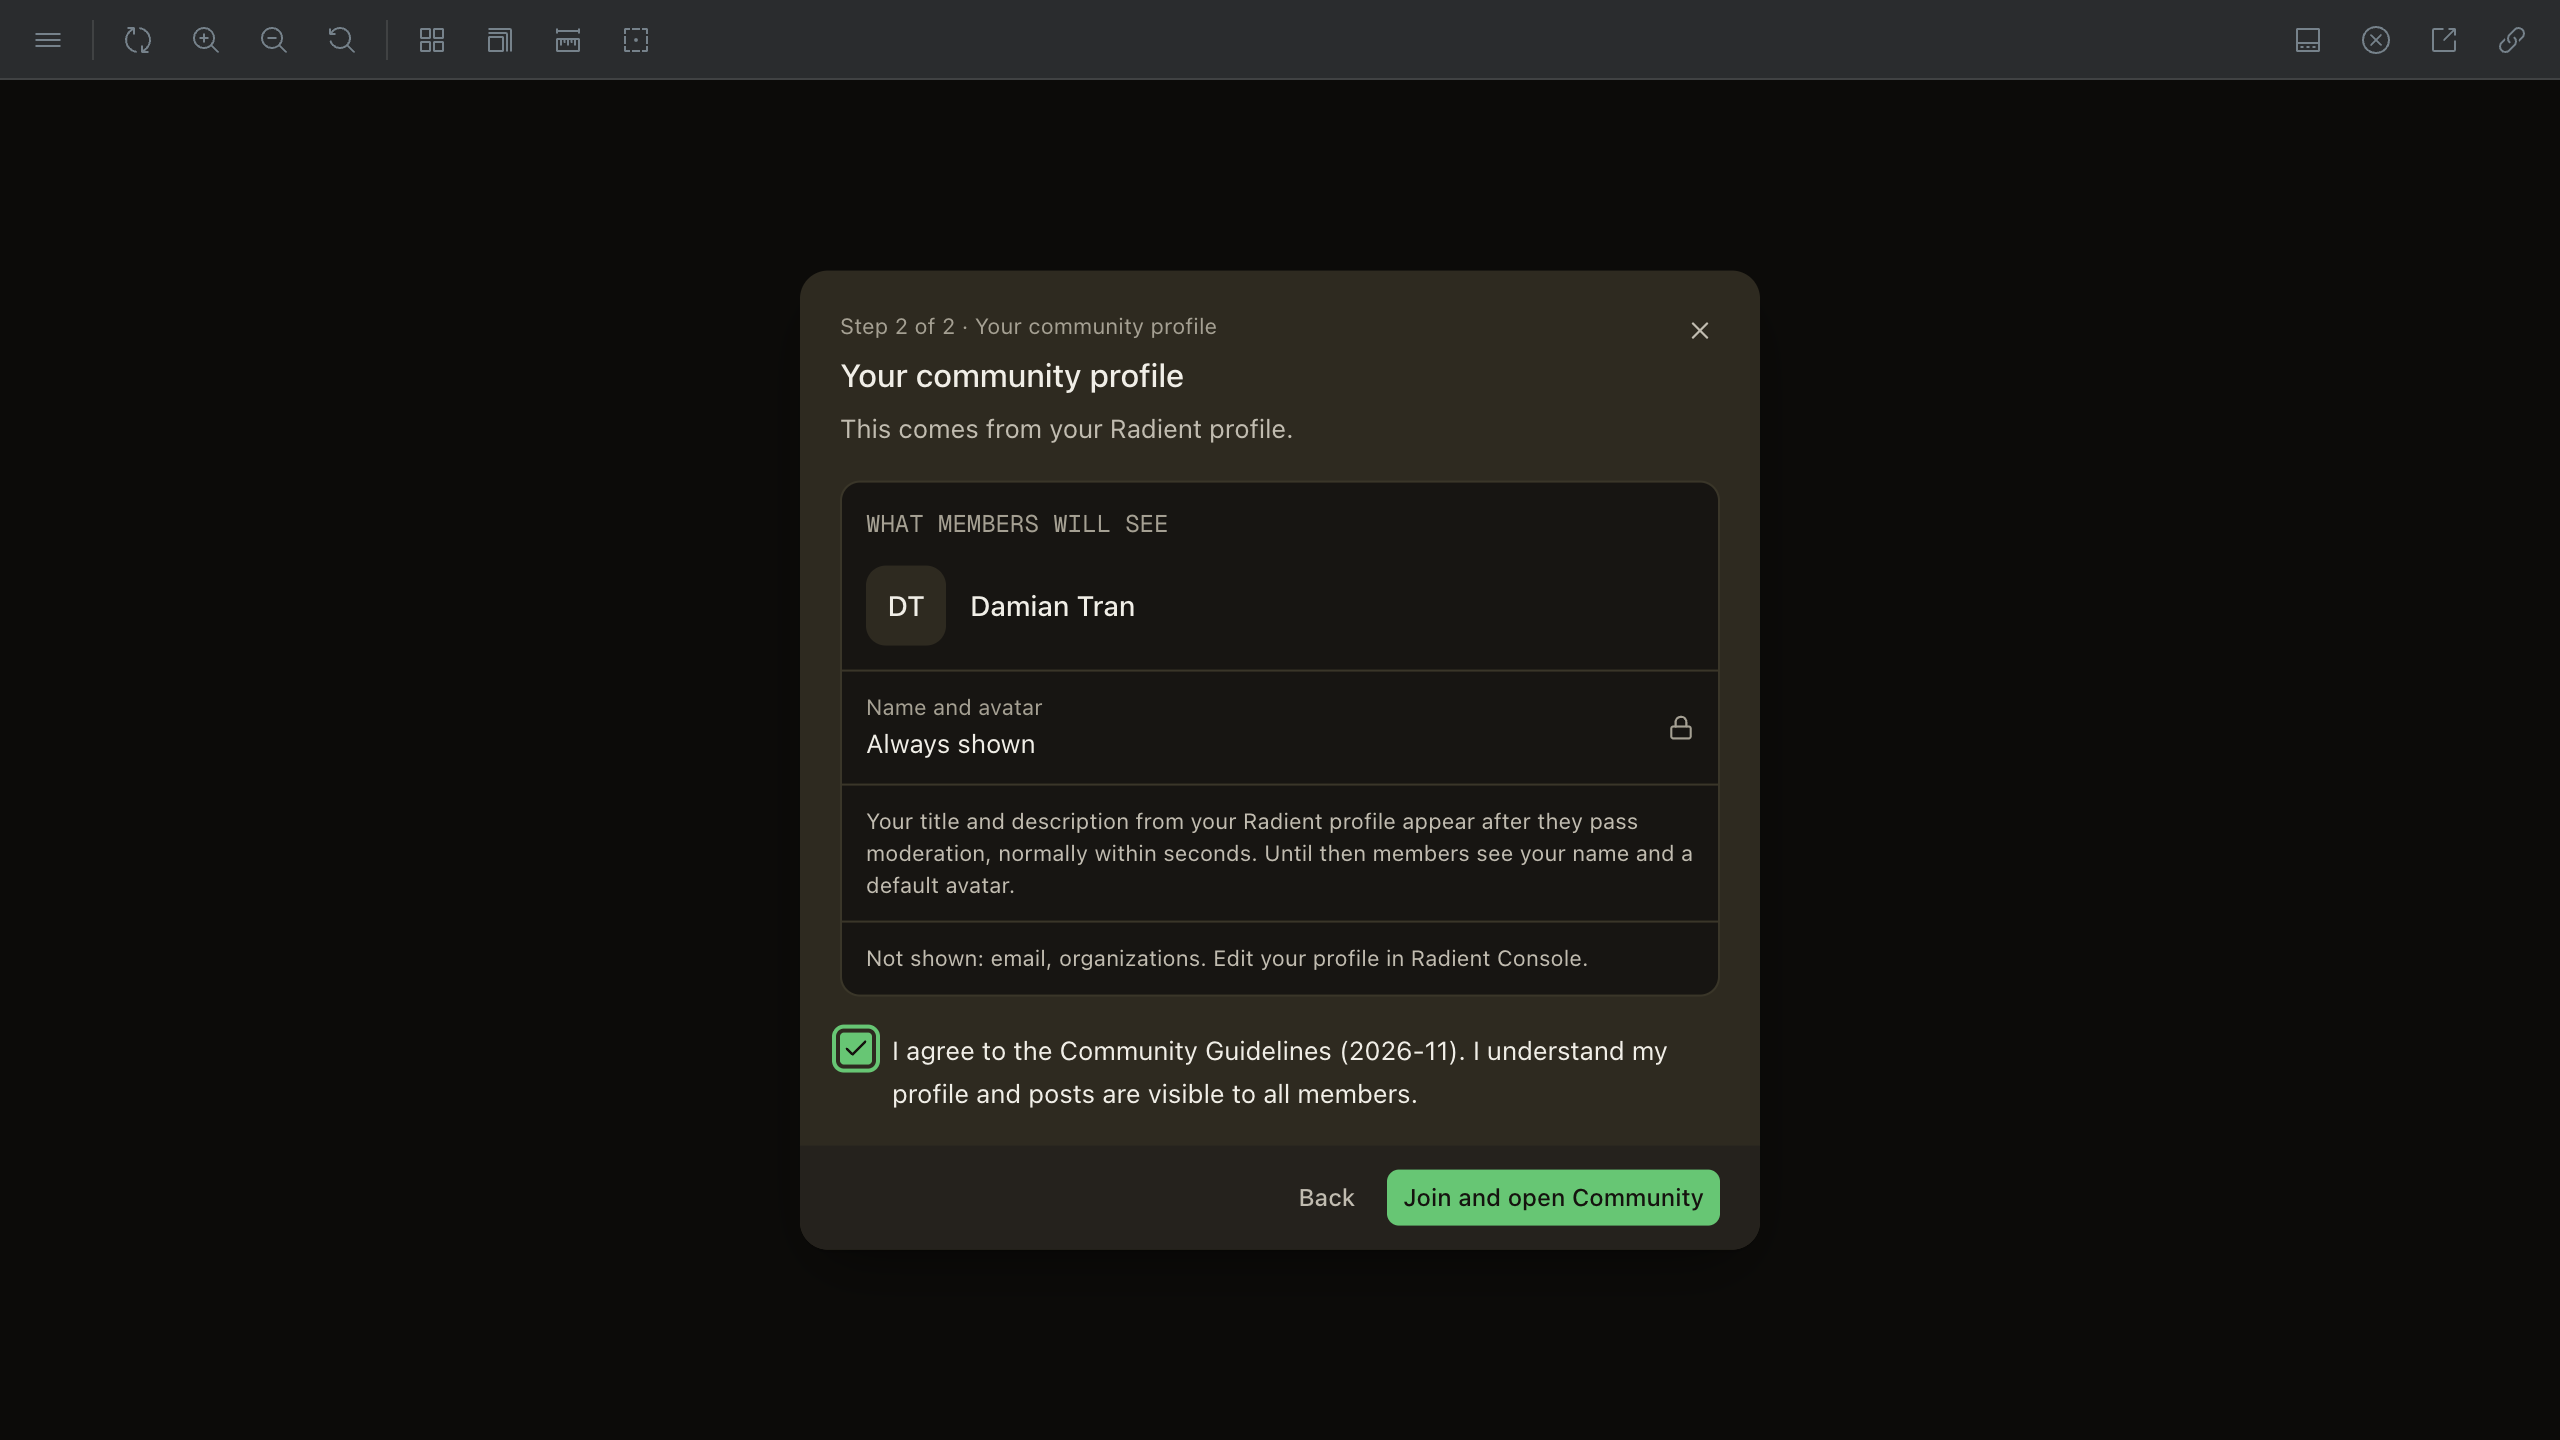 Step 2 of 2 · Your community profile
Your community profile
This comes from your Radient profile.
WHAT MEMBERS WILL SEE
DT
Damian Tran
Name and avatar
Always shown
Your title and description from your Radient profile appear after they pass
moderation, normally within seconds. Until then members see your name and a
default avatar.
Not shown: email, organizations. Edit your profile in Radient Console.
I agree to the Community Guidelines (2026-11). I understand my
profile and posts are visible to all members.
Back
Join and open Community